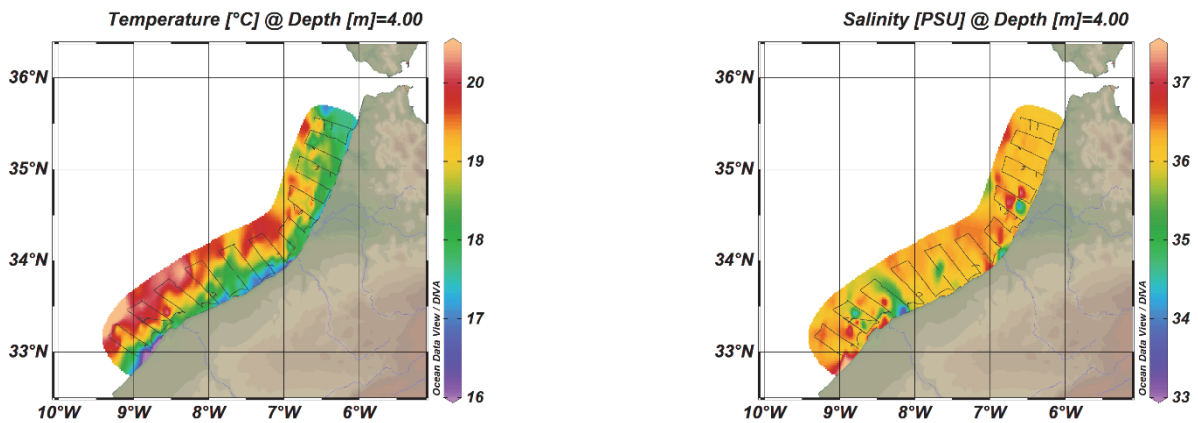 Temperature [°C] @ Depth [m]=4.00
36°N
35°N
34°N
33°N
10°W
9°W
8°W
7°W
6°W
20
19
18
17
16
Ocean Data View / DIVA
Salinity [PSU] @ Depth [m]=4.00
36°N
35°N
34°N
33°N
10°W
9°W
8°W
7°W
6°W
37
36
35
34
33
Ocean Data View / DIVA